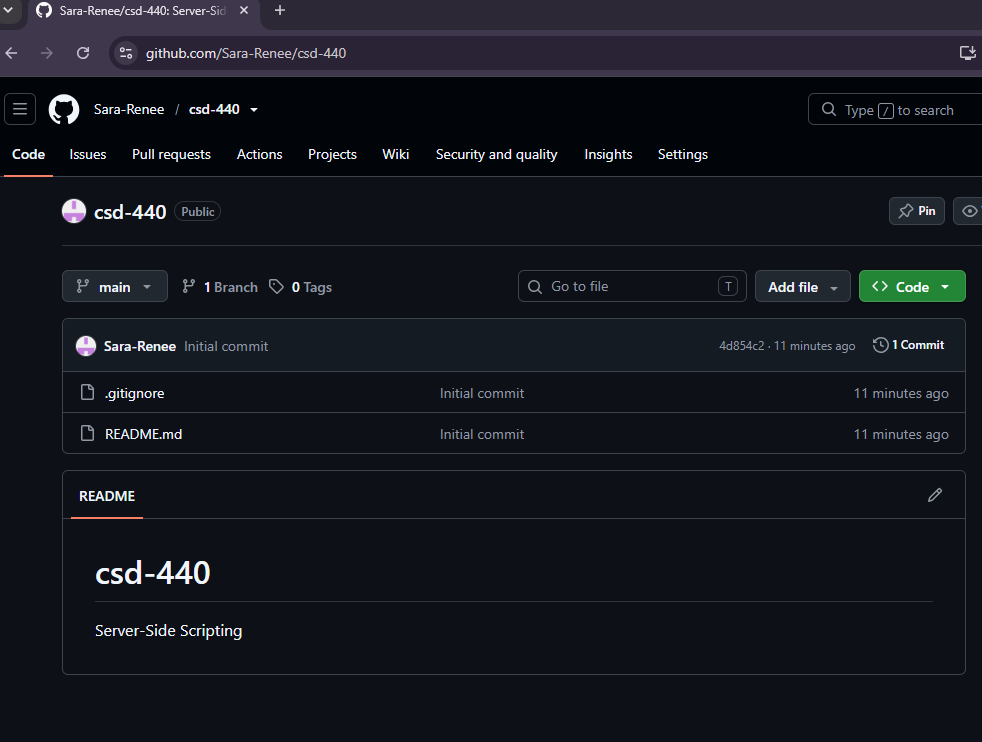 Sara-Renee/csd-440: Server-Sid
github.com/Sara-Renee/csd-440
Sara-Renee / csd-440
Type / to search
Code Issues Pull requests Actions Projects Wiki Security and quality Insights Settings
csd-440 Public
Pin
main 1 Branch 0 Tags
Go to file T
Add file
<> Code
Sara-Renee Initial commit 4d854c2 · 11 minutes ago 1 Commit
.gitignore Initial commit 11 minutes ago
README.md Initial commit 11 minutes ago
README
csd-440
Server-Side Scripting